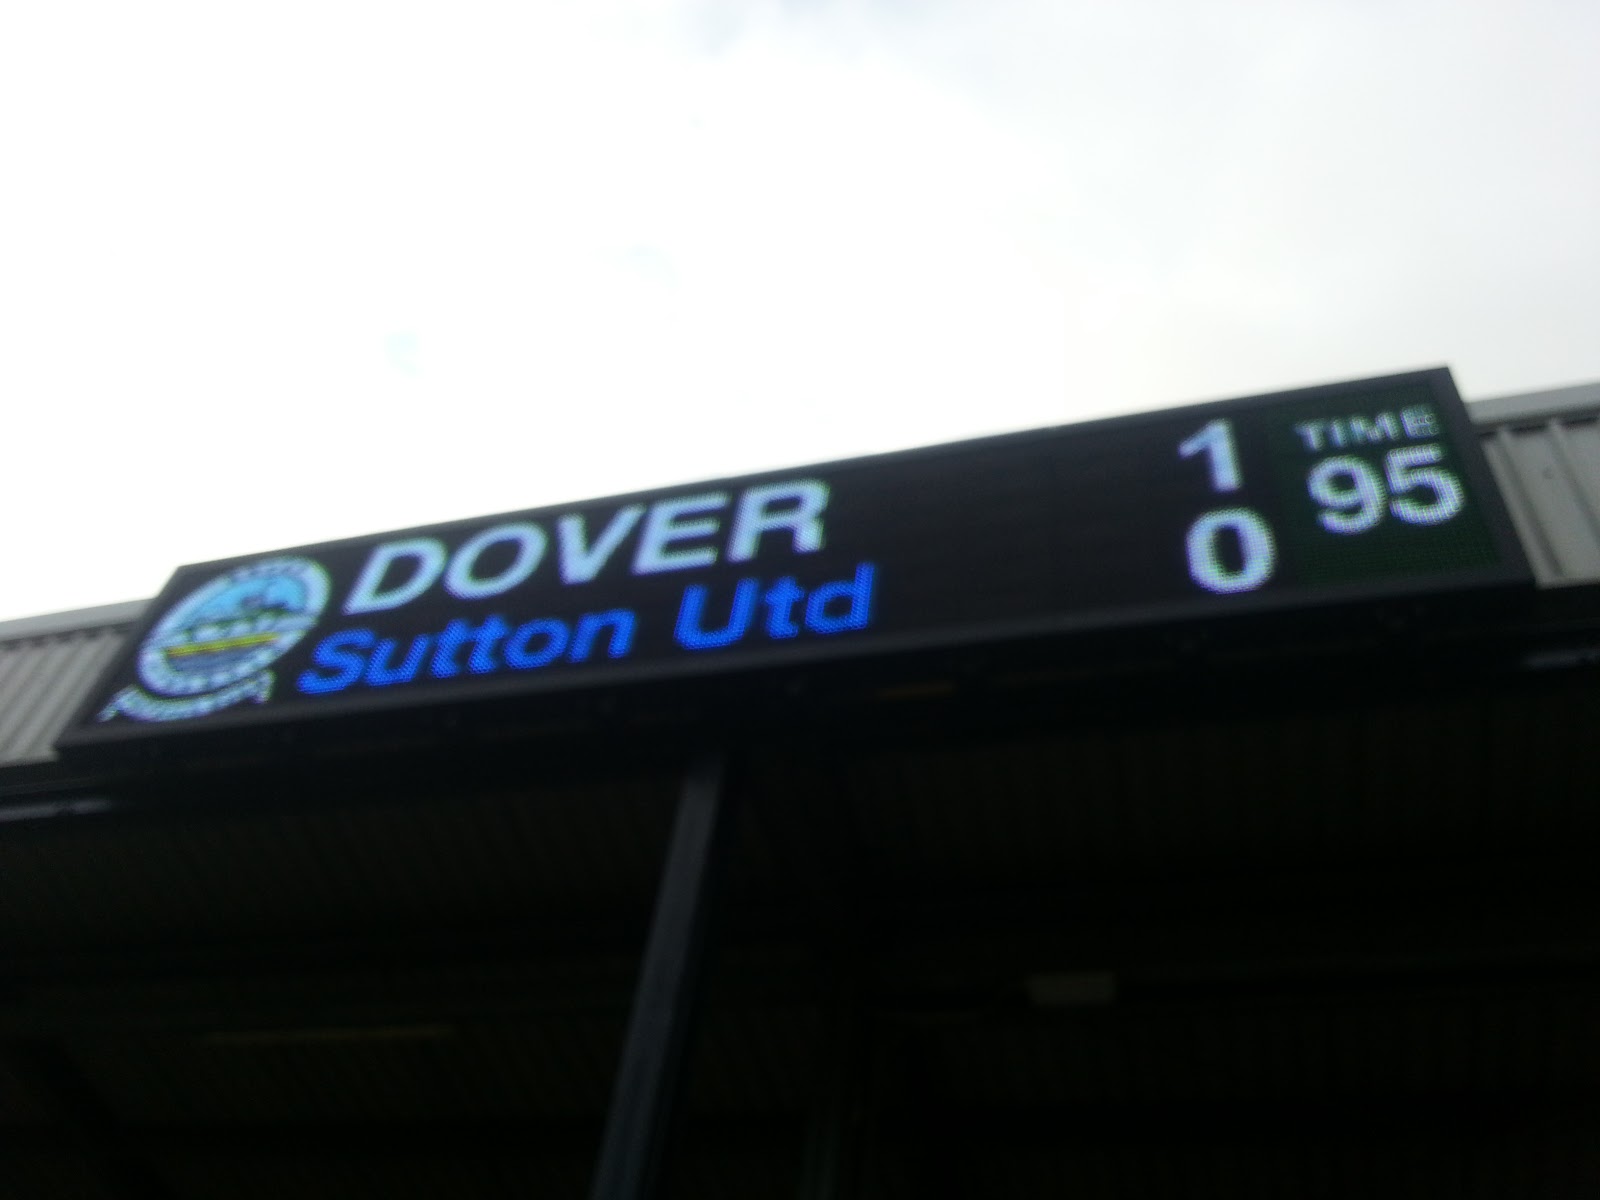 DOVER 1
Sutton Utd 0
TIME
95